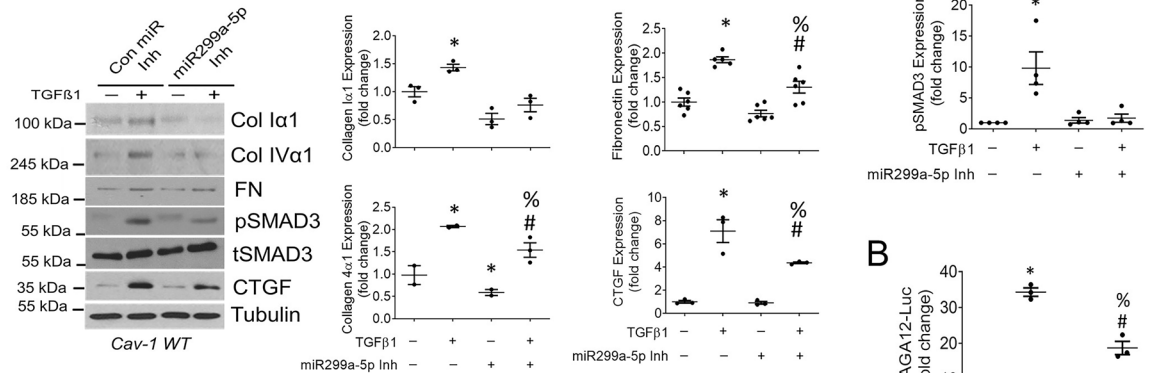 Con miR
Inh
miR299a-5p
Inh
TGFß1
– + – +
100 kDa
Col Iα1
245 kDa
Col IVα1
185 kDa
FN
55 kDa
pSMAD3
55 kDa
tSMAD3
35 kDa
CTGF
55 kDa
Tubulin
Cav-1 WT
Collagen Iα1 Expression
(fold change)
2.0
1.5
1.0
0.5
0.0
*
Collagen 4α1 Expression
(fold change)
2.5
2.0
1.5
1.0
0.5
0.0
*
*
%
#
TGFβ1 – + – +
miR299a-5p Inh – – + +
Fibronectin Expression
(fold change)
2.5
2.0
1.5
1.0
0.5
0.0
*
%
#
CTGF Expression
(fold change)
10
8
6
4
2
0
*
%
#
TGFβ1 – + – +
miR299a-5p Inh – – + +
pSMAD3 Expression
(fold change)
20
15
10
5
0
*
TGFβ1 – + – +
miR299a-5p Inh – – + +
B
AGA12-Luc
old change)
40
30
20
*
%
#